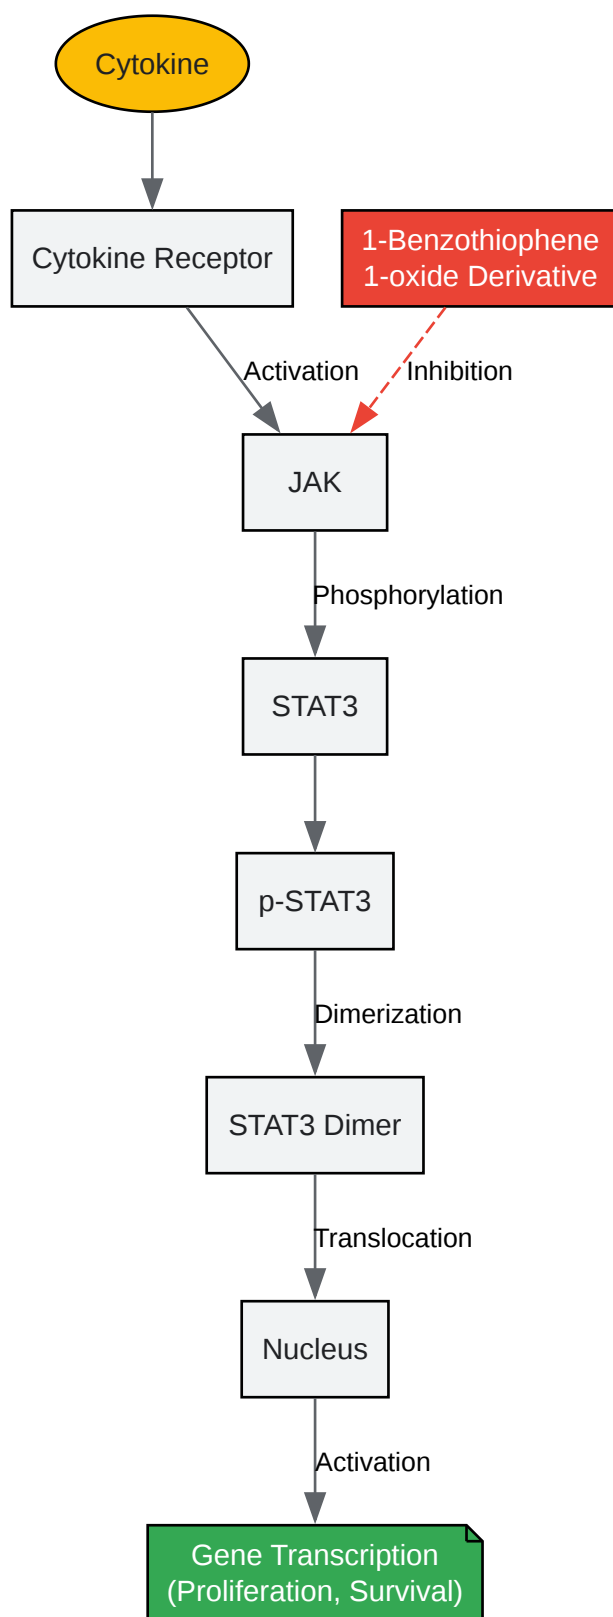 Cytokine
Cytokine Receptor
1-Benzothiophene
1-oxide Derivative
Activation
Inhibition
JAK
Phosphorylation
STAT3
p-STAT3
Dimerization
STAT3 Dimer
Translocation
Nucleus
Activation
Gene Transcription
(Proliferation, Survival)